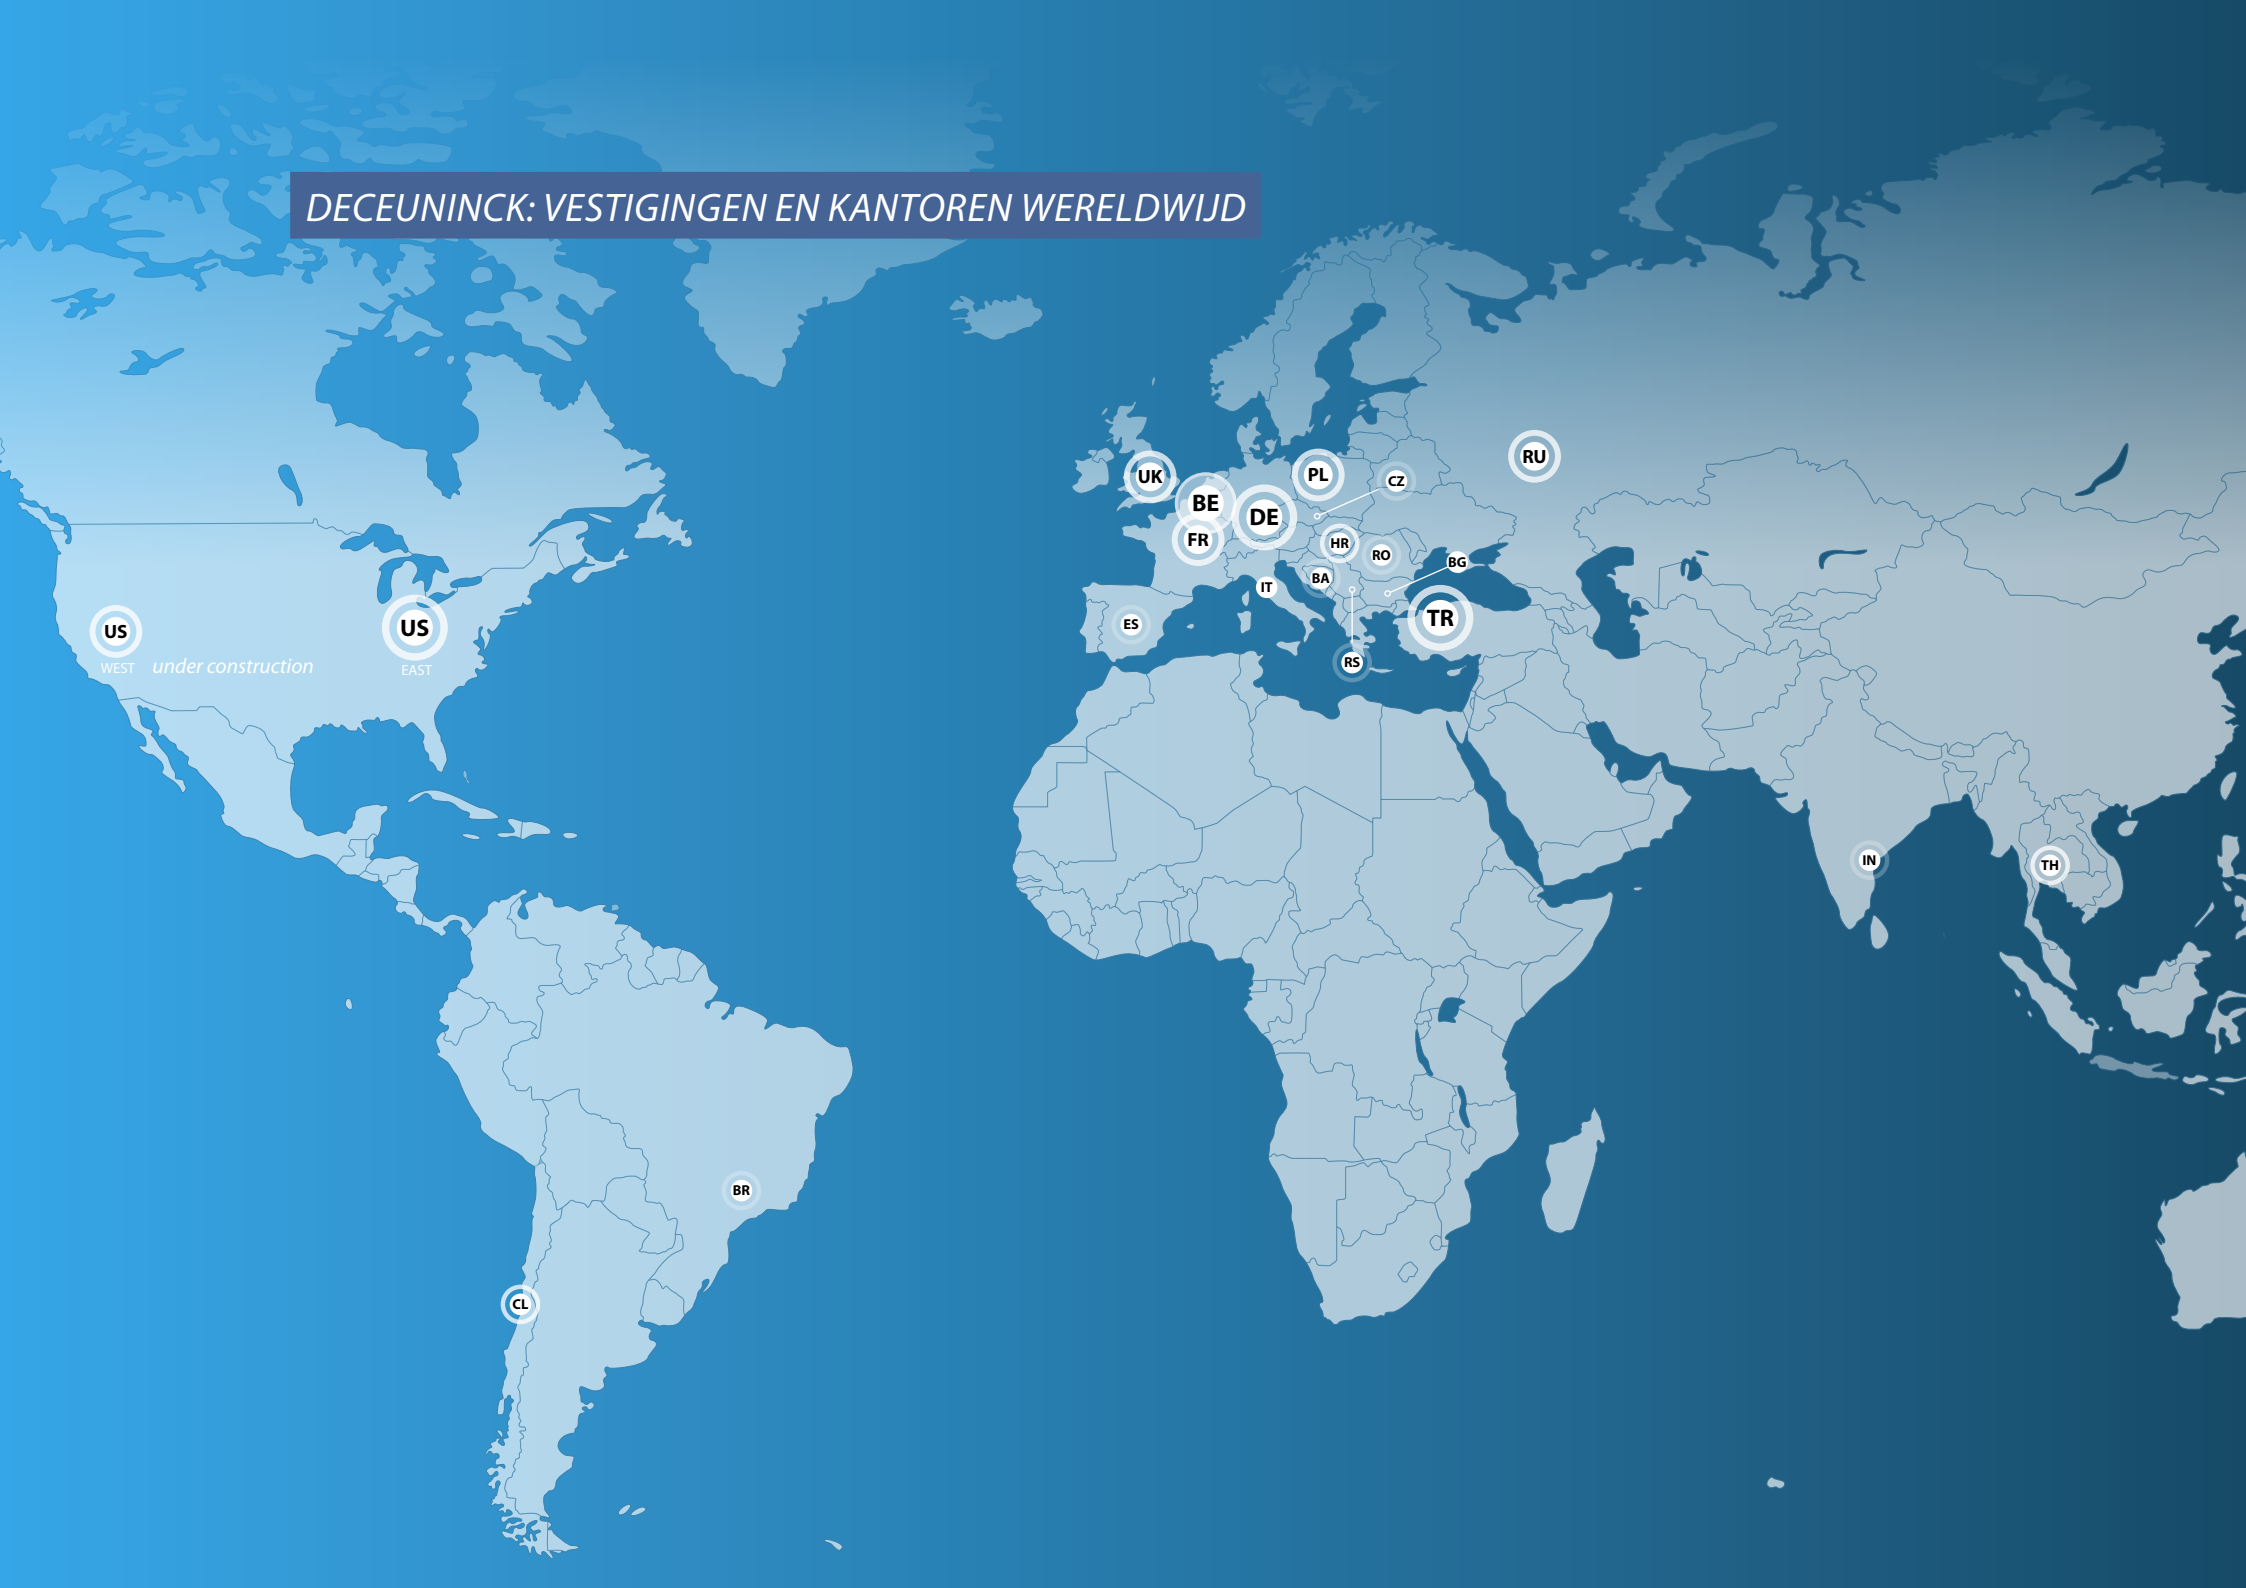 DECEUNINCK: VESTIGINGEN EN KANTOREN WERELDWIJD
RU
UK
PL
CZ
BE
DE
FR
HR
RO
BG
BA
IT
TR
ES
US
US
WEST under construction
EAST
RS
IN
TH
BR
CL